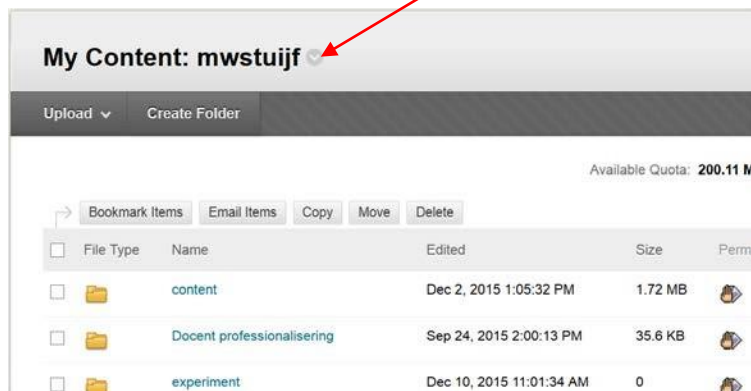 My Content: mwstuijf
Upload Create Folder
Available Quota: 200.11 M
Bookmark Items Email Items Copy Move Delete
File Type Name Edited Size Perm
content Dec 2, 2015 1:05:32 PM 1.72 MB
Docent professionalisering Sep 24, 2015 2:00:13 PM 35.6 KB
experiment Dec 10, 2015 11:01:34 AM 0